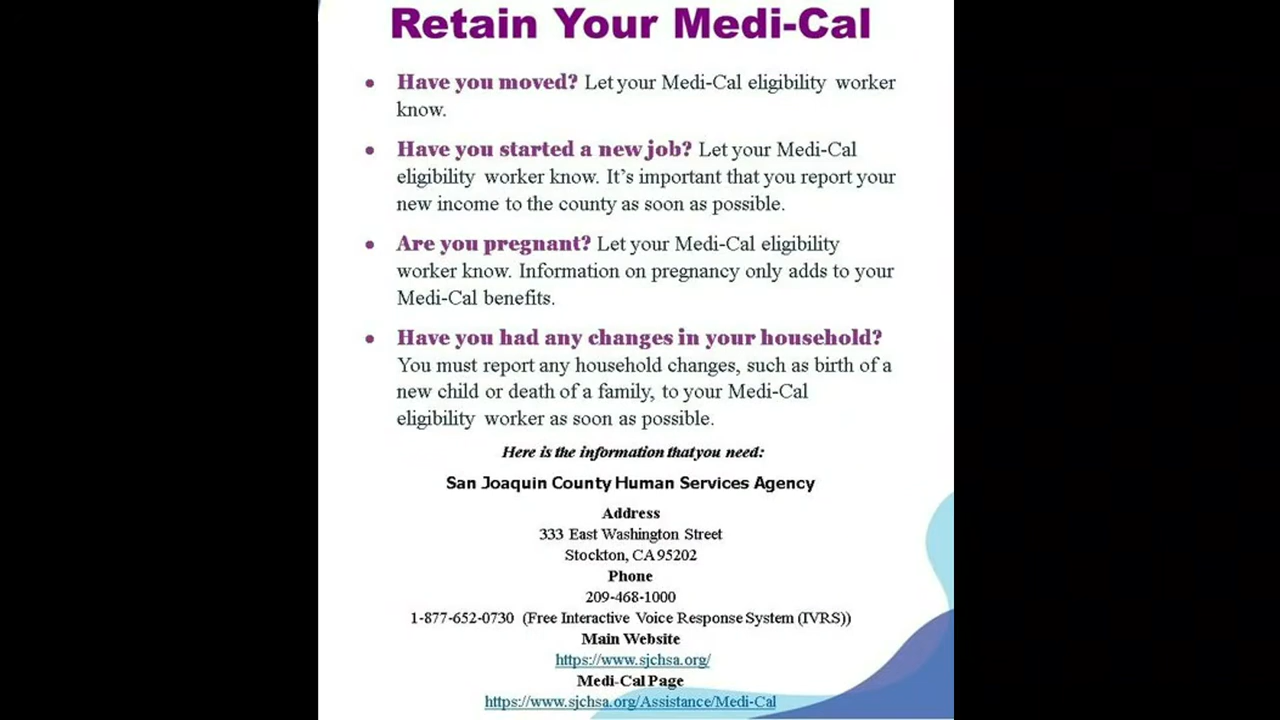 Retain Your Medi-Cal
• Have you moved? Let your Medi-Cal eligibility worker
know.
• Have you started a new job? Let your Medi-Cal
eligibility worker know. It's important that you report your
new income to the county as soon as possible.
• Are you pregnant? Let your Medi-Cal eligibility
worker know. Information on pregnancy only adds to your
Medi-Cal benefits.
• Have you had any changes in your household?
You must report any household changes, such as birth of a
new child or death of a family, to your Medi-Cal
eligibility worker as soon as possible.
Here is the information that you need:
San Joaquin County Human Services Agency
Address
333 East Washington Street
Stockton, CA 95202
Phone
209-468-1000
1-877-652-0730 (Free Interactive Voice Response System (IVRS))
Main Website
https://www.sjchsa.org/
Medi-Cal Page
https://www.sjchsa.org/Assistance/Medi-Cal